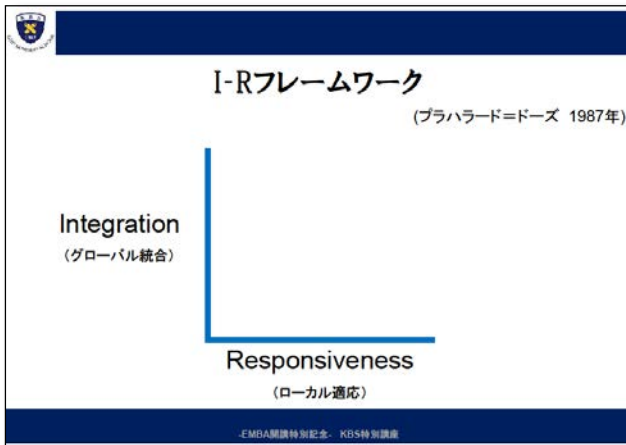 I-Rフレームワーク
(プラハラード=ドーズ 1987年)
Integration
(グローバル統合)
Responsiveness
(ローカル適応)
-EMBA開講特別記念- KBS特別講座